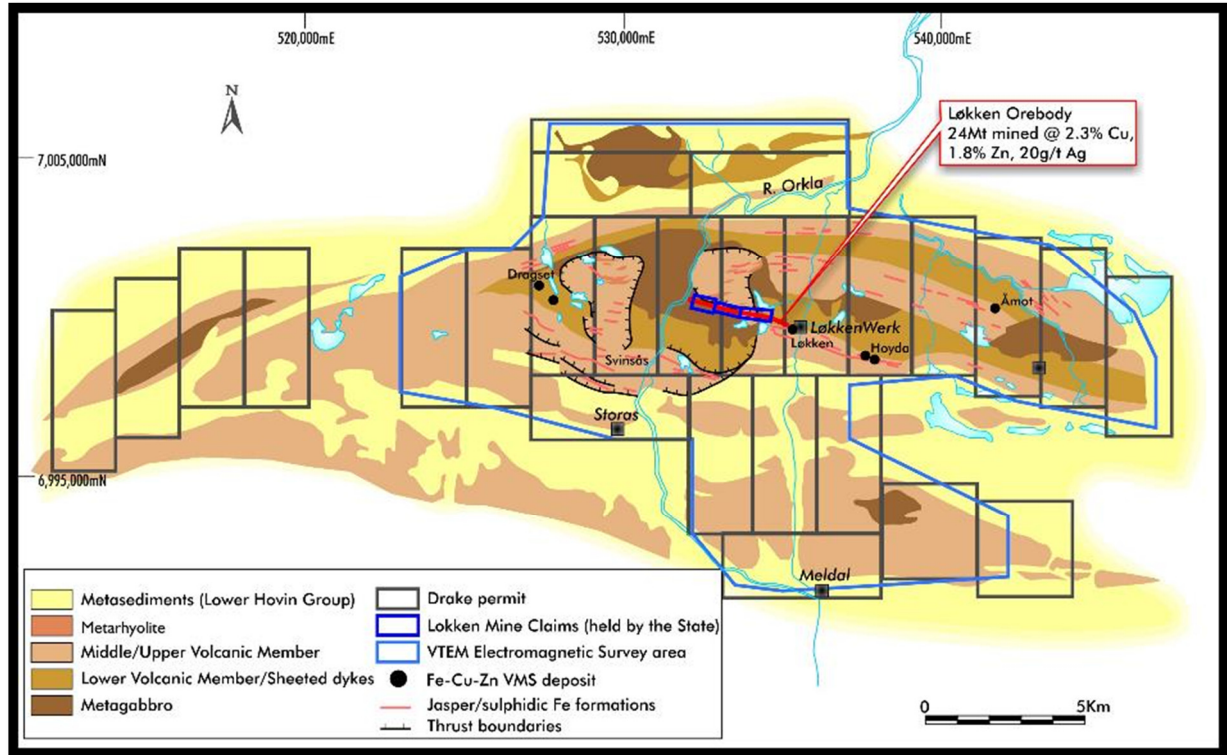 520,000mE
530,000mE
540,000mE
N
7,005,000mN
Løkken Orebody
24Mt mined @ 2.3% Cu,
1.8% Zn, 20g/t Ag
R. Orkla
Dragset
Åmot
LøkkenWerk
Løkken
Hoyda
Svinsås
Storas
6,995,000mN
Meldal
Metasediments (Lower Hovin Group)
Metarhyolite
Middle/Upper Volcanic Member
Lower Volcanic Member/Sheeted dykes
Metagabbro
Drake permit
Lokken Mine Claims (held by the State)
VTEM Electromagnetic Survey area
Fe-Cu-Zn VMS deposit
Jasper/sulphidic Fe formations
Thrust boundaries
0
5Km